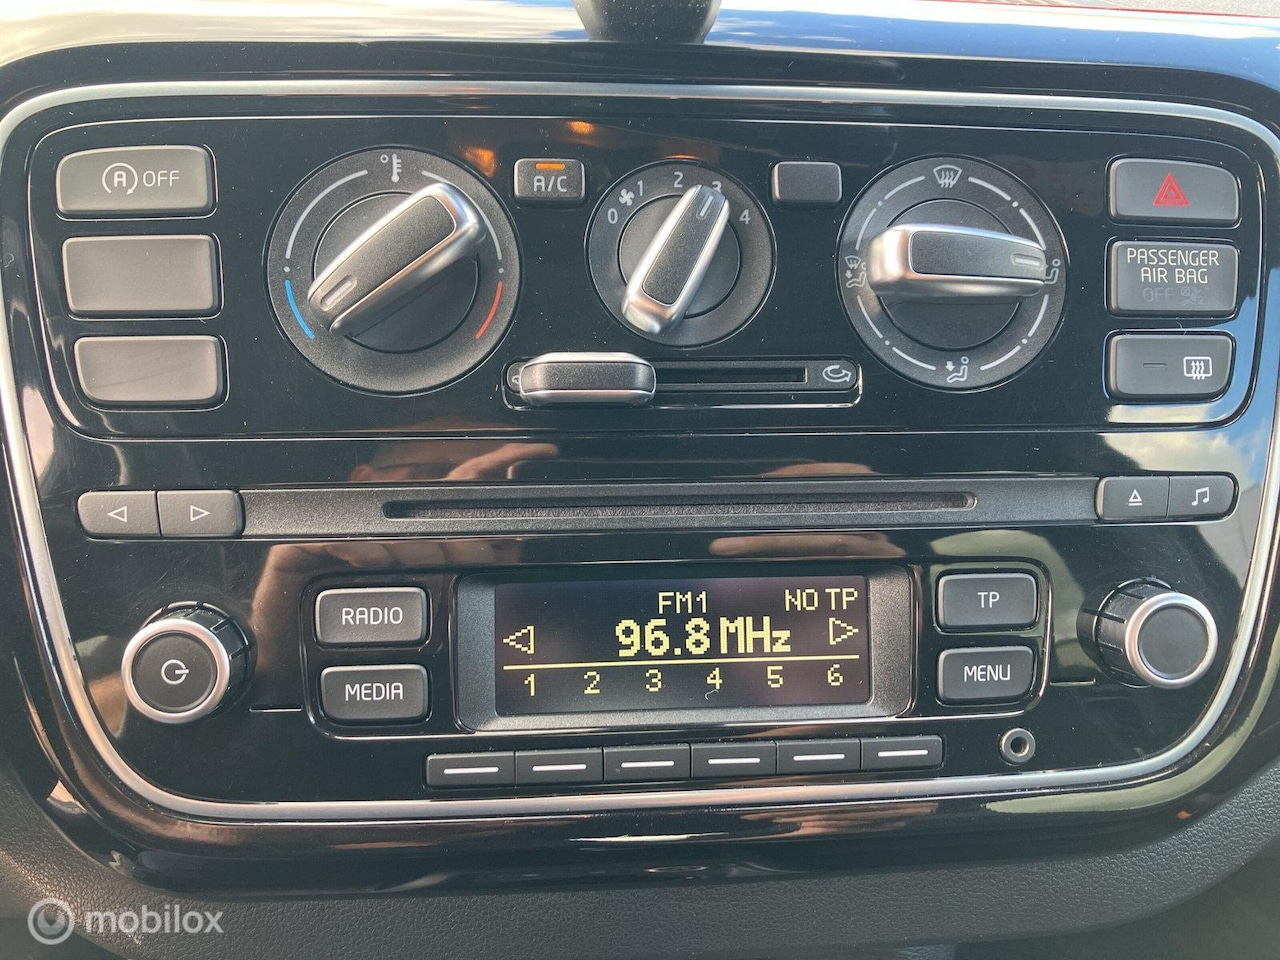 A OFF
A/C
0 1 2 3 4
PASSENGER
AIR BAG
OFF
RADIO
MEDIA
FM1 NO TP
96.8 MHz
1 2 3 4 5 6
TP
MENU
mobilox